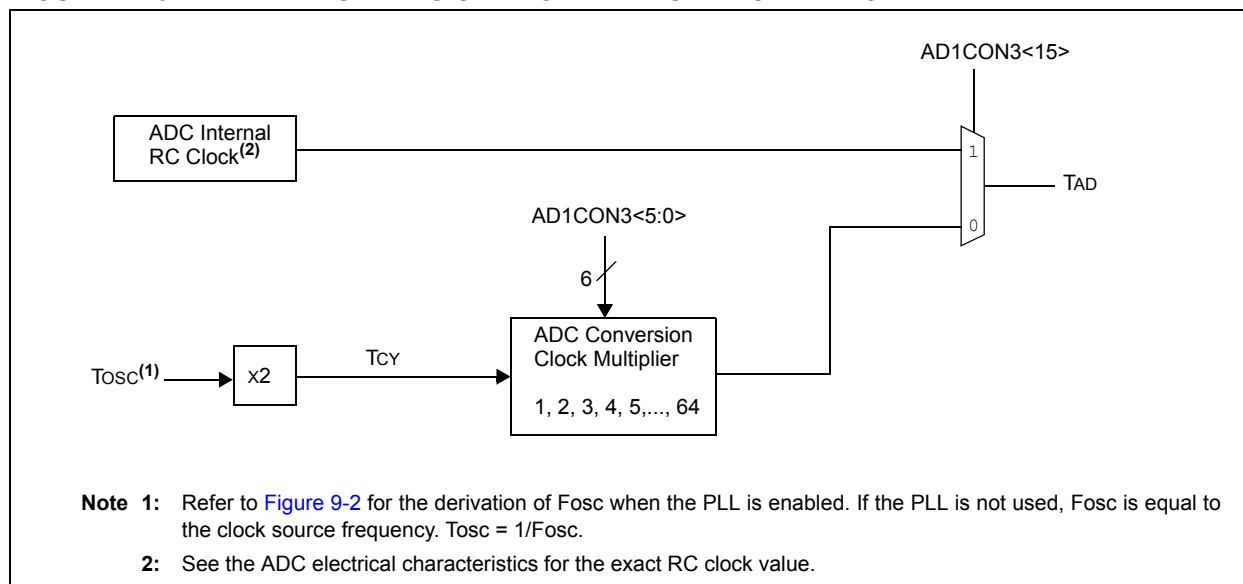 AD1CON3<15>
ADC Internal
RC Clock(2)
1
TAD
AD1CON3<5:0>
0
6
ADC Conversion
Clock Multiplier
TOSC(1)
X2
TCY
1, 2, 3, 4, 5,..., 64
Note 1: Refer to Figure 9-2 for the derivation of Fosc when the PLL is enabled. If the PLL is not used, Fosc is equal to
the clock source frequency. Tosc = 1/Fosc.
2: See the ADC electrical characteristics for the exact RC clock value.